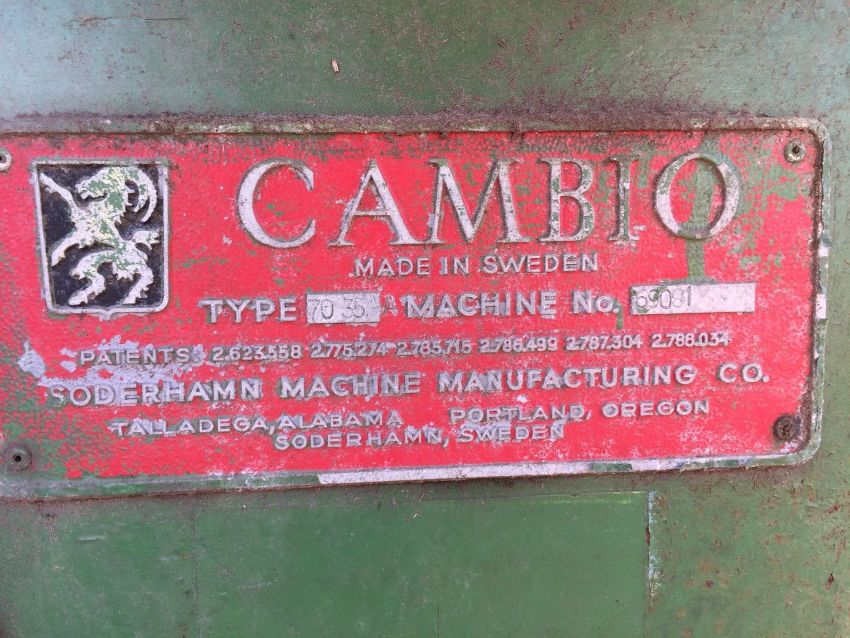 CAMBIO
MADE IN SWEDEN
TYPE 70 35 A MACHINE No.
PATENTS: 2.623.558 2.775.274 2.785.715 2.786.499 2.787.304 2.788.034
SODERHAMN MACHINE MANUFACTURING CO.
TALLADEGA, ALABAMA PORTLAND, OREGON
SODERHAMN, SWEDEN